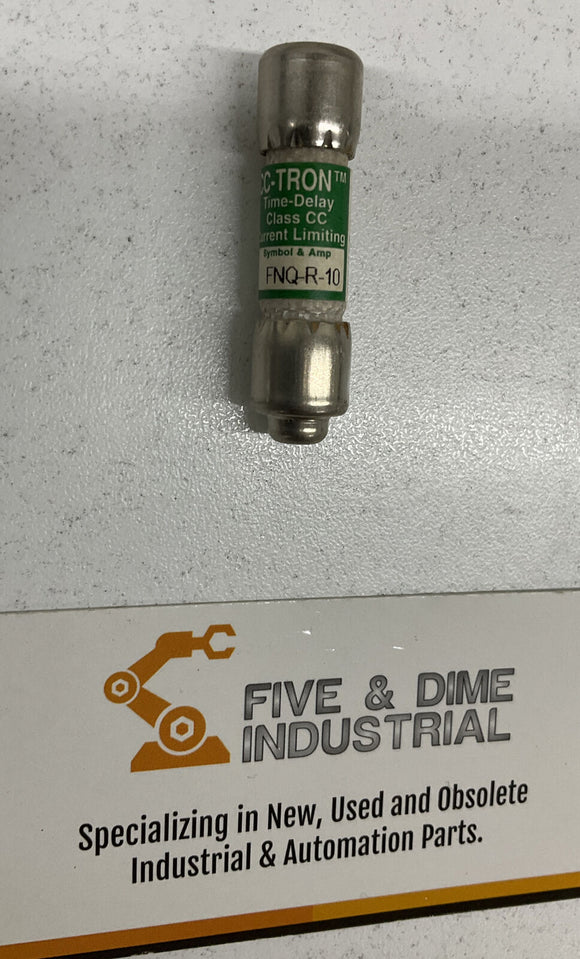 CC-TRON™
Time-Delay
Class CC
Current Limiting
Symbol & Amp
FNQ-R-10
FIVE & DIME
INDUSTRIAL
Specializing in New, Used and Obsolete
Industrial & Automation Parts.